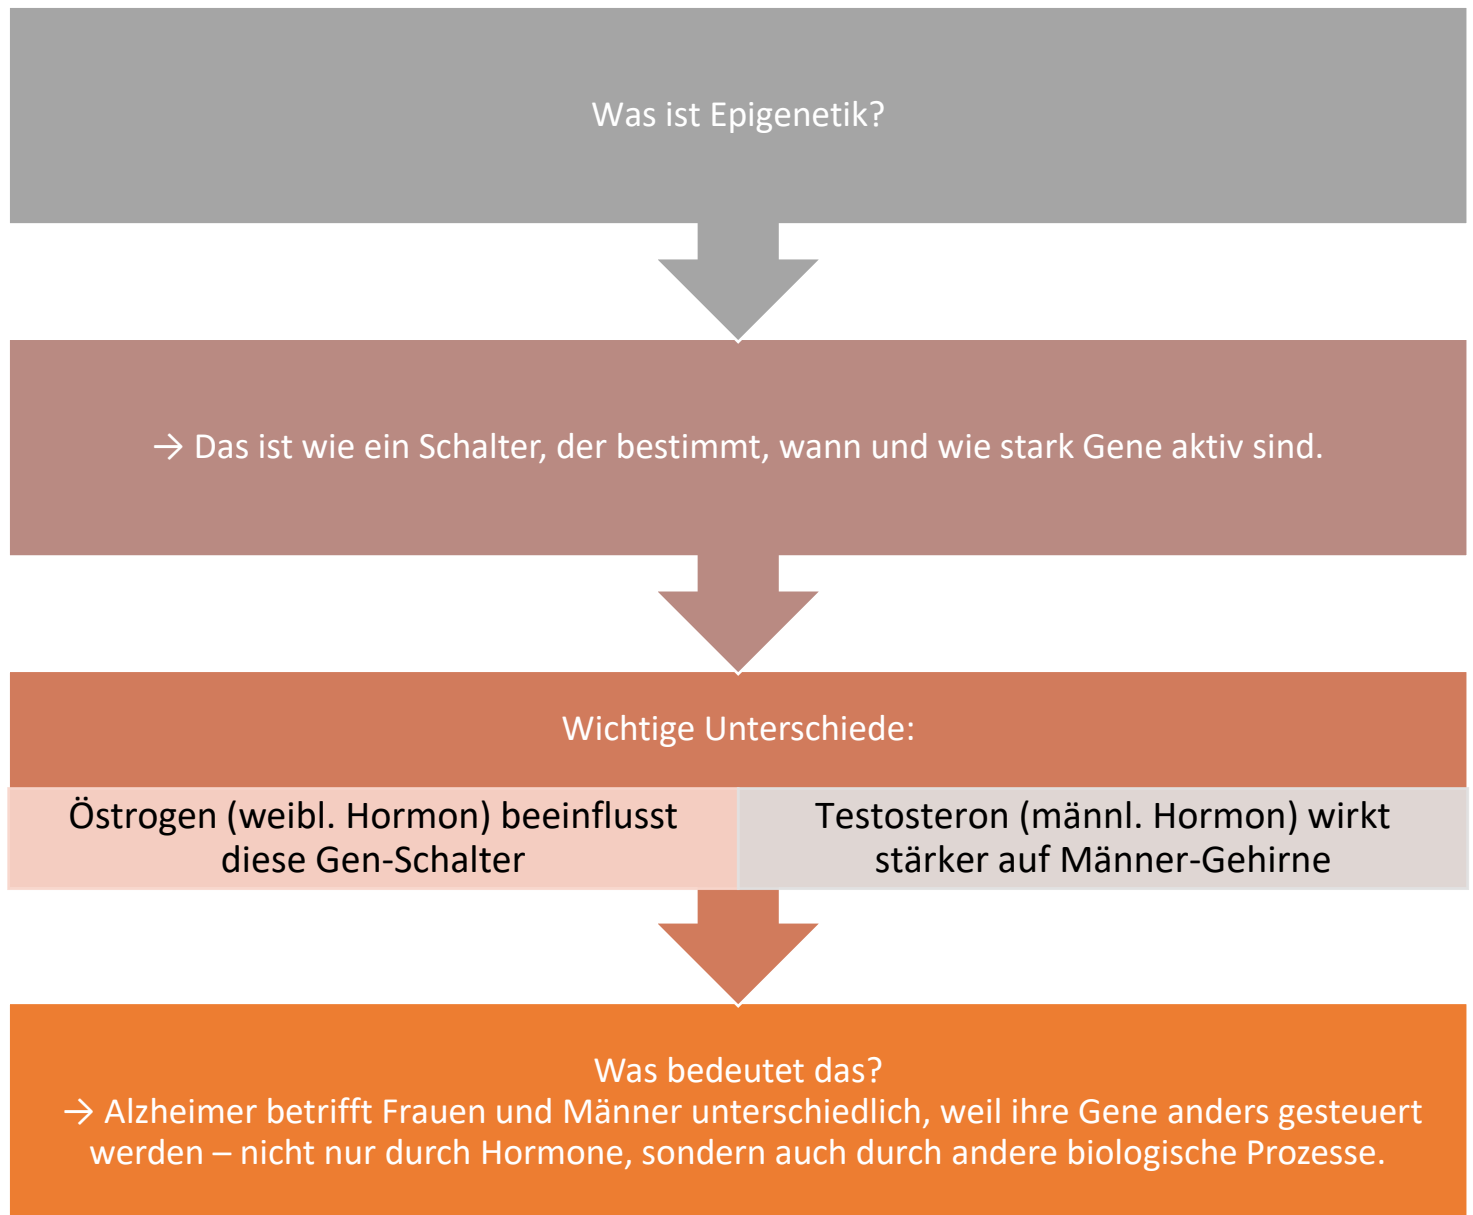 Was ist Epigenetik?
→ Das ist wie ein Schalter, der bestimmt, wann und wie stark Gene aktiv sind.
Wichtige Unterschiede:
Östrogen (weibl. Hormon) beeinflusst
diese Gen-Schalter
Testosteron (männl. Hormon) wirkt
stärker auf Männer-Gehirne
Was bedeutet das?
→ Alzheimer betrifft Frauen und Männer unterschiedlich, weil ihre Gene anders gesteuert
werden – nicht nur durch Hormone, sondern auch durch andere biologische Prozesse.